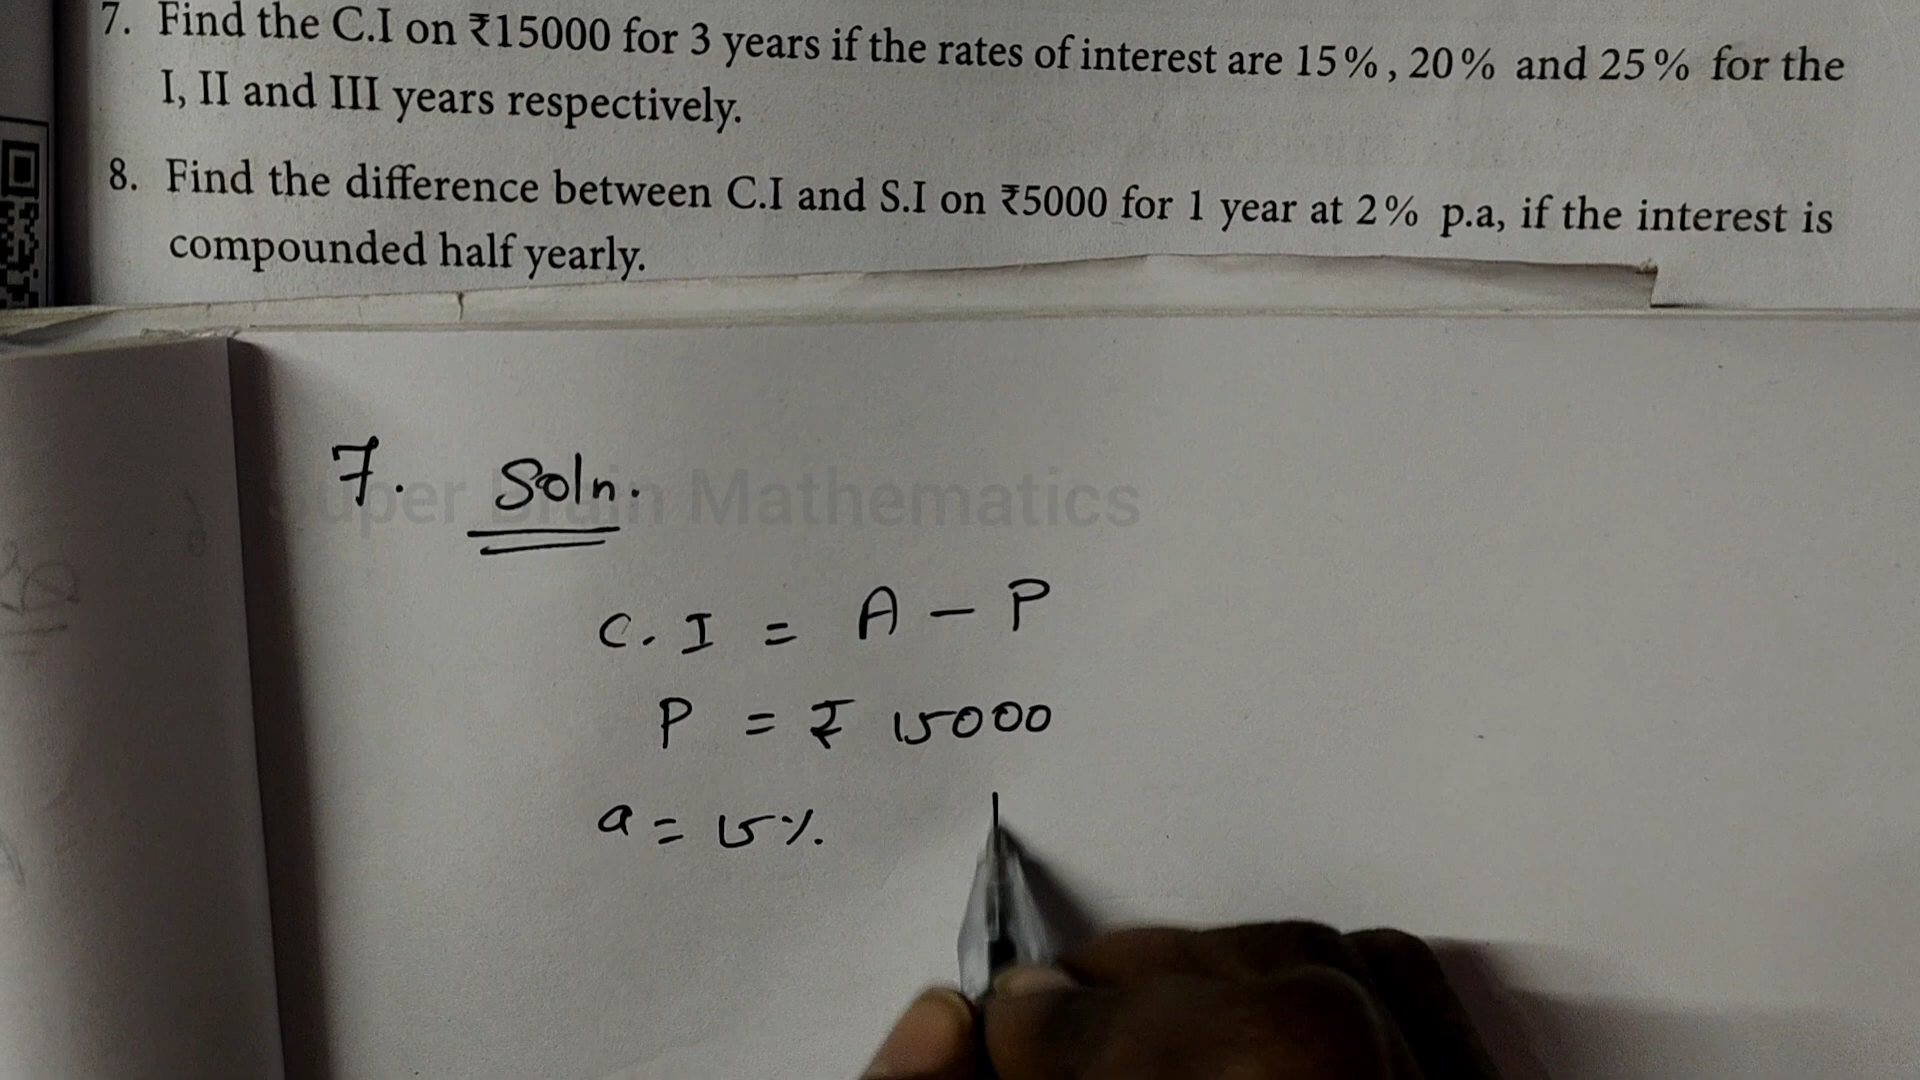 7. Find the C.I on ₹15000 for 3 years if the rates of interest are 15%, 20% and 25% for the
I, II and III years respectively.
8. Find the difference between C.I and S.I on ₹5000 for 1 year at 2% p.a, if the interest is
compounded half yearly.
7. Soln.
Super Brain Mathematics
C.I = A - P
P = ₹ 15000
a = 15%